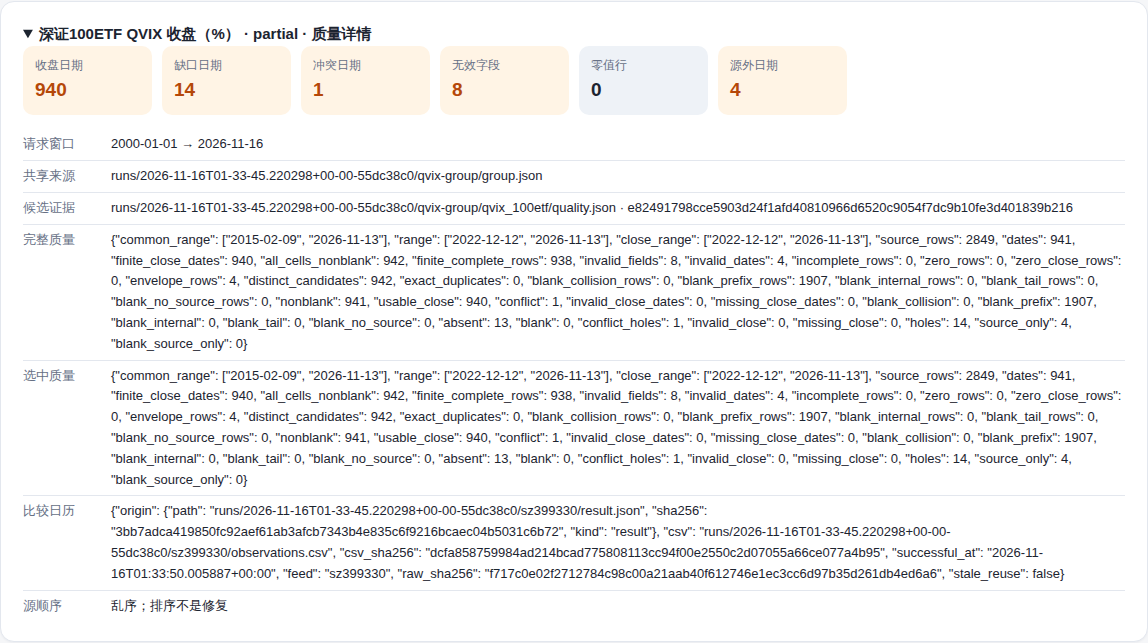 ▼ 深证100ETF QVIX 收盘（%） · partial · 质量详情
收盘日期
940
缺口日期
14
冲突日期
1
无效字段
8
零值行
0
源外日期
4
请求窗口 2000-01-01 → 2026-11-16
共享来源 runs/2026-11-16T01-33-45.220298+00-00-55dc38c0/qvix-group/group.json
候选证据 runs/2026-11-16T01-33-45.220298+00-00-55dc38c0/qvix-group/qvix_100etf/quality.json · e82491798cce5903d24f1afd40810966d6520c9054f7dc9b10fe3d401839b216
完整质量 {"common_range": ["2015-02-09", "2026-11-13"], "range": ["2022-12-12", "2026-11-13"], "close_range": ["2022-12-12", "2026-11-13"], "source_rows": 2849, "dates": 941,
"finite_close_dates": 940, "all_cells_nonblank": 942, "finite_complete_rows": 938, "invalid_fields": 8, "invalid_dates": 4, "incomplete_rows": 0, "zero_rows": 0, "zero_close_rows":
0, "envelope_rows": 4, "distinct_candidates": 942, "exact_duplicates": 0, "blank_collision_rows": 0, "blank_prefix_rows": 1907, "blank_internal_rows": 0, "blank_tail_rows": 0,
"blank_no_source_rows": 0, "nonblank": 941, "usable_close": 940, "conflict": 1, "invalid_close_dates": 0, "missing_close_dates": 0, "blank_collision": 0, "blank_prefix": 1907,
"blank_internal": 0, "blank_tail": 0, "blank_no_source": 0, "absent": 13, "blank": 0, "conflict_holes": 1, "invalid_close": 0, "missing_close": 0, "holes": 14, "source_only": 4,
"blank_source_only": 0}
选中质量 {"common_range": ["2015-02-09", "2026-11-13"], "range": ["2022-12-12", "2026-11-13"], "close_range": ["2022-12-12", "2026-11-13"], "source_rows": 2849, "dates": 941,
"finite_close_dates": 940, "all_cells_nonblank": 942, "finite_complete_rows": 938, "invalid_fields": 8, "invalid_dates": 4, "incomplete_rows": 0, "zero_rows": 0, "zero_close_rows":
0, "envelope_rows": 4, "distinct_candidates": 942, "exact_duplicates": 0, "blank_collision_rows": 0, "blank_prefix_rows": 1907, "blank_internal_rows": 0, "blank_tail_rows": 0,
"blank_no_source_rows": 0, "nonblank": 941, "usable_close": 940, "conflict": 1, "invalid_close_dates": 0, "missing_close_dates": 0, "blank_collision": 0, "blank_prefix": 1907,
"blank_internal": 0, "blank_tail": 0, "blank_no_source": 0, "absent": 13, "blank": 0, "conflict_holes": 1, "invalid_close": 0, "missing_close": 0, "holes": 14, "source_only": 4,
"blank_source_only": 0}
比较日历 {"origin": {"path": "runs/2026-11-16T01-33-45.220298+00-00-55dc38c0/sz399330/result.json", "sha256":
"3bb7adca419850fc92aef61ab3afcb7343b4e835c6f9216bcaec04b5031c6b72", "kind": "result"}, "csv": "runs/2026-11-16T01-33-45.220298+00-00-
55dc38c0/sz399330/observations.csv", "csv_sha256": "dcfa858759984ad214bcad775808113cc94f00e2550c2d07055a66ce077a4b95", "successful_at": "2026-11-
16T01:33:50.005887+00:00", "feed": "sz399330", "raw_sha256": "f717c0e02f2712784c98c00a21aab40f612746e1ec3cc6d97b35d261db4ed6a6", "stale_reuse": false}
源顺序 乱序；排序不是修复